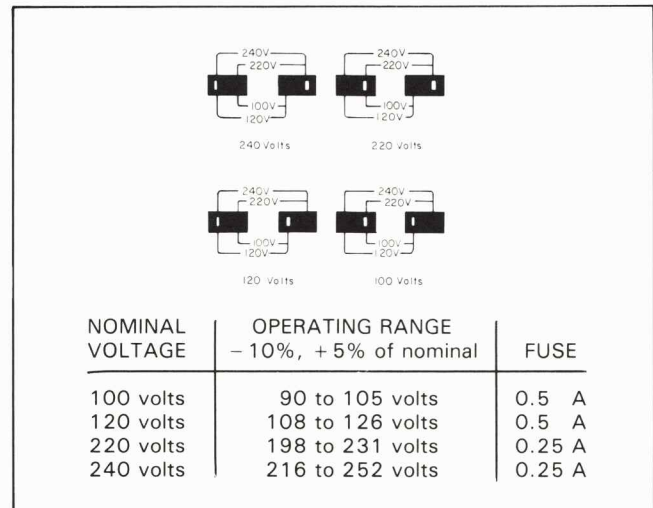 240V 240V
220V 220V
100V 100V
120V 120V
240 Volts 220 Volts
240V 240V
220V 220V
100V 100V
120V 120V
120 Volts 100 Volts
NOMINAL OPERATING RANGE
VOLTAGE – 10%, + 5% of nominal FUSE
100 volts 90 to 105 volts 0.5 A
120 volts 108 to 126 volts 0.5 A
220 volts 198 to 231 volts 0.25 A
240 volts 216 to 252 volts 0.25 A